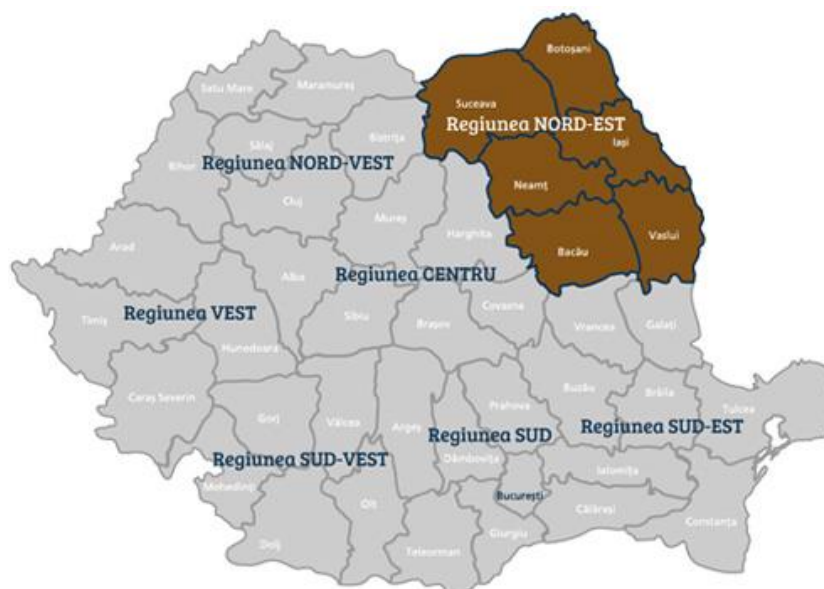 Botoșani
Satu Mare
Maramureș
Suceava
Regiunea NORD-EST
Iași
Sălaj
Bistrița
Regiunea NORD-VEST
Bihor
Neamț
Cluj
Mureș
Harghita
Vaslui
Arad
Bacău
Regiunea CENTRU
Alba
Covasna
Regiunea VEST
Timiș
Sibiu
Brașov
Vrancea
Galați
Hunedoara
Caraș Severin
Buzău
Brăila
Prahova
Tulcea
Gorj
Vâlcea
Argeș
Regiunea SUD
Regiunea SUD-EST
Regiunea SUD-VEST
Dâmbovița
Ialomița
Mehedinți
București
Olt
Călărași
Constanța
Giurgiu
Dolj
Teleorman